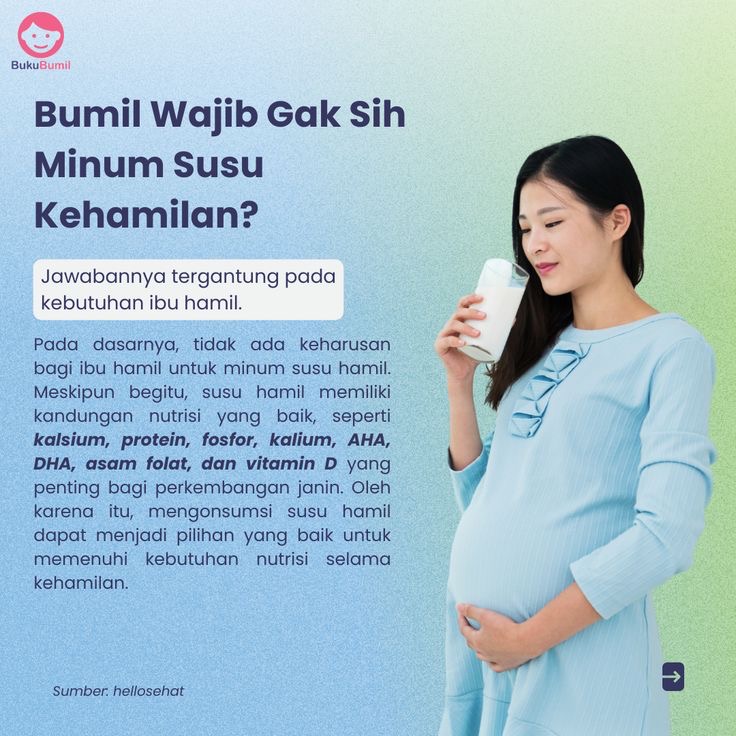 BukuBumil
Bumil Wajib Gak Sih
Minum Susu
Kehamilan?
Jawabannya tergantung pada
kebutuhan ibu hamil.
Pada dasarnya, tidak ada keharusan
bagi ibu hamil untuk minum susu hamil.
Meskipun begitu, susu hamil memiliki
kandungan nutrisi yang baik, seperti
kalsium, protein, fosfor, kalium, AHA,
DHA, asam folat, dan vitamin D yang
penting bagi perkembangan janin. Oleh
karena itu, mengonsumsi susu hamil
dapat menjadi pilihan yang baik untuk
memenuhi kebutuhan nutrisi selama
kehamilan.
Sumber: hellosehat